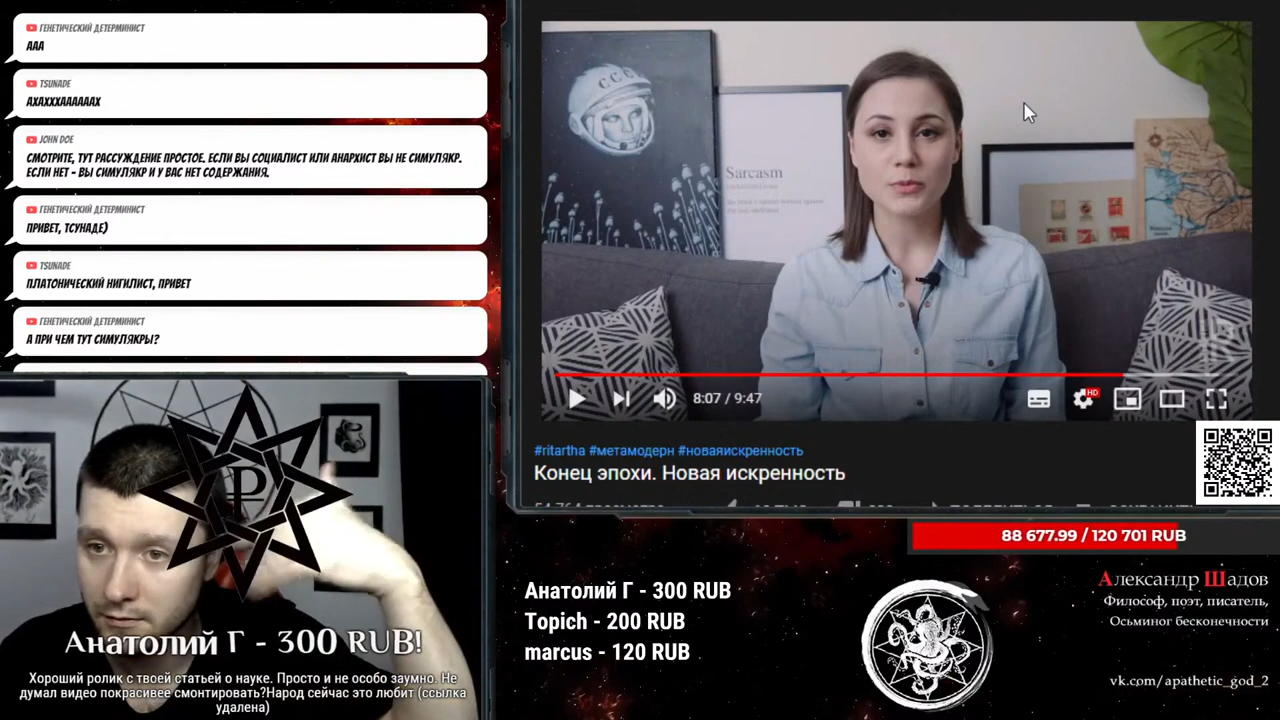 ГЕНЕТИЧЕСКИЙ ДЕТЕРМИНИСТ
ААА
TSUNADE
АХАХХХАААААХ
JOHN DOE
СМОТРИТЕ, ТУТ РАССУЖДЕНИЕ ПРОСТОЕ. ЕСЛИ ВЫ СОЦИАЛИСТ ИЛИ АНАРХИСТ ВЫ НЕ СИМУЛЯКР.
ЕСЛИ НЕТ - ВЫ СИМУЛЯКР И У ВАС НЕТ СОДЕРЖАНИЯ.
ГЕНЕТИЧЕСКИЙ ДЕТЕРМИНИСТ
ПРИВЕТ, ТСУНАДЕ)
TSUNADE
ПЛАТОНИЧЕСКИЙ НИГИЛИСТ, ПРИВЕТ
ГЕНЕТИЧЕСКИЙ ДЕТЕРМИНИСТ
А ПРИ ЧЕМ ТУТ СИМУЛЯКРЫ?
СССР
Sarcasm
8:07 / 9:47
HD
#ritartha #метамодерн #новаяискренность
Конец эпохи. Новая искренность
88 677.99 / 120 701 RUB
Анатолий Г - 300 RUB
Topich - 200 RUB
marcus - 120 RUB
Александр Шадов
Философ, поэт, писатель,
Осьминог бесконечности
vk.com/apathetic_god_2
Анатолий Г - 300 RUB!
Хороший ролик с твоей статьей о науке. Просто и не особо заумно. Не
думал видео покрасивее смонтировать?Народ сейчас это любит (ссылка
удалена)